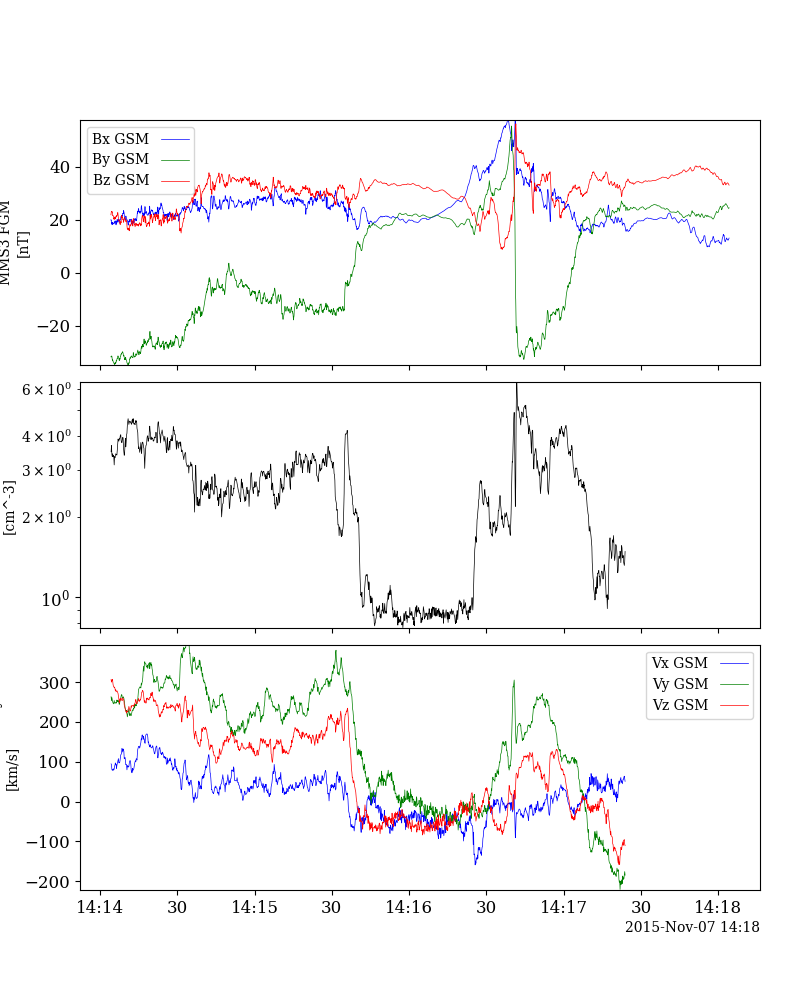 Bx GSM
By GSM
Bz GSM
40
20
0
−20
MMS3 FGM
[nT]
6 × 10⁰
4 × 10⁰
3 × 10⁰
2 × 10⁰
10⁰
[cm^-3]
Vx GSM
Vy GSM
Vz GSM
300
200
100
0
−100
−200
[km/s]
14:14 30 14:15 30 14:16 30 14:17 30 14:18
2015-Nov-07 14:18